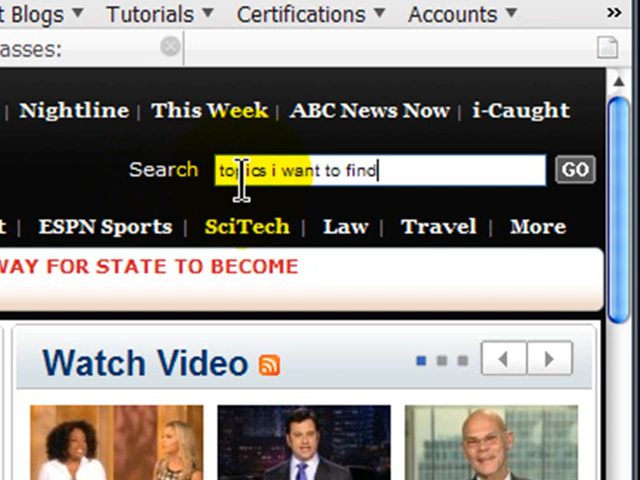 t Blogs Tutorials Certifications Accounts »
asses:
| Nightline | This Week | ABC News Now | i-Caught
Search topics i want to find GO
t | ESPN Sports | SciTech | Law | Travel | More
WAY FOR STATE TO BECOME
Watch Video